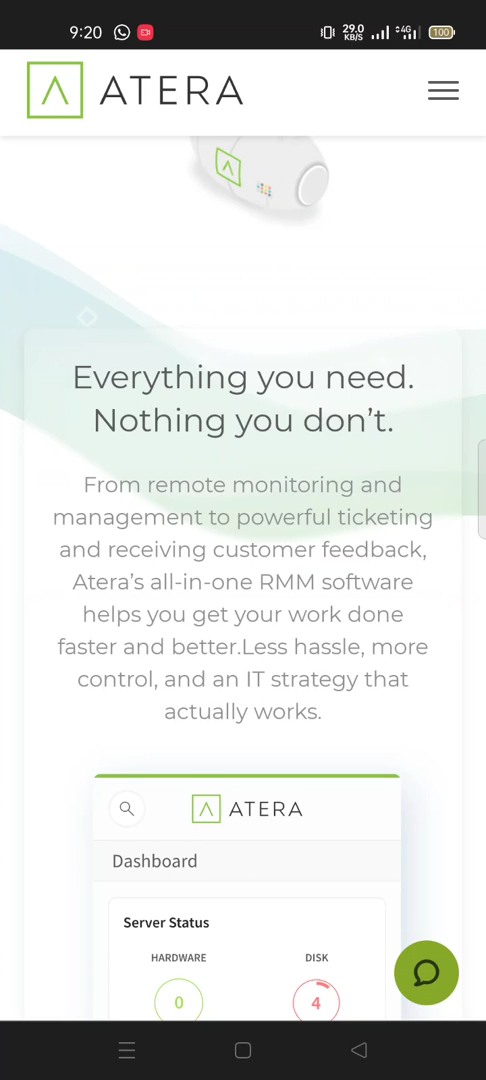 9:20 29.0 KB/S 4G 100
ATERA
Everything you need.
Nothing you don’t.
From remote monitoring and
management to powerful ticketing
and receiving customer feedback,
Atera’s all-in-one RMM software
helps you get your work done
faster and better.Less hassle, more
control, and an IT strategy that
actually works.
ATERA
Dashboard
Server Status
HARDWARE DISK
0 4